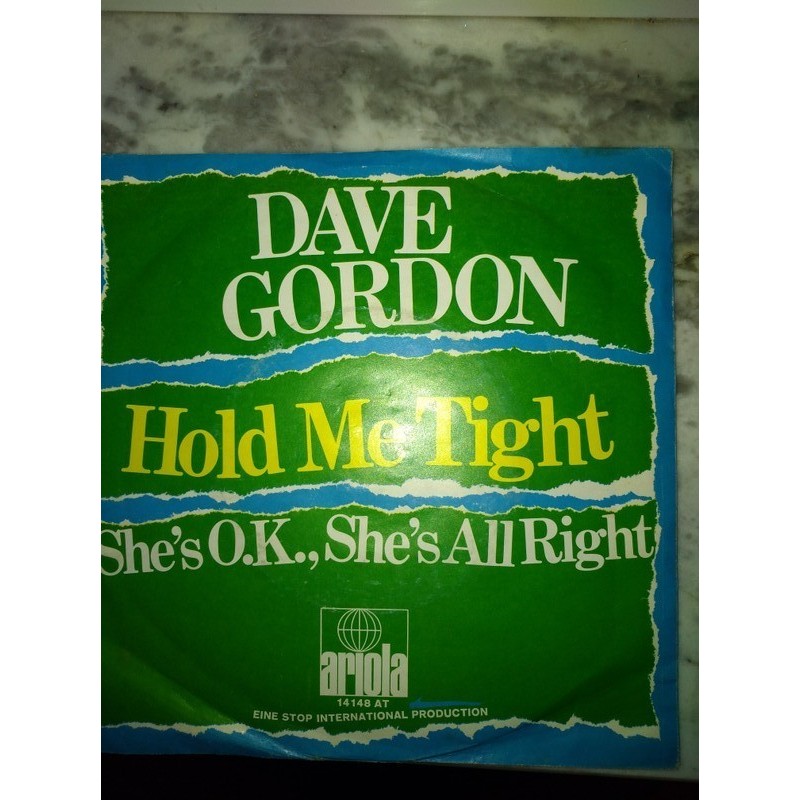 DAVE
GORDON
Hold Me Tight
She's O.K., She's All Right
ariola
14148 AT
EINE STOP INTERNATIONAL PRODUCTION